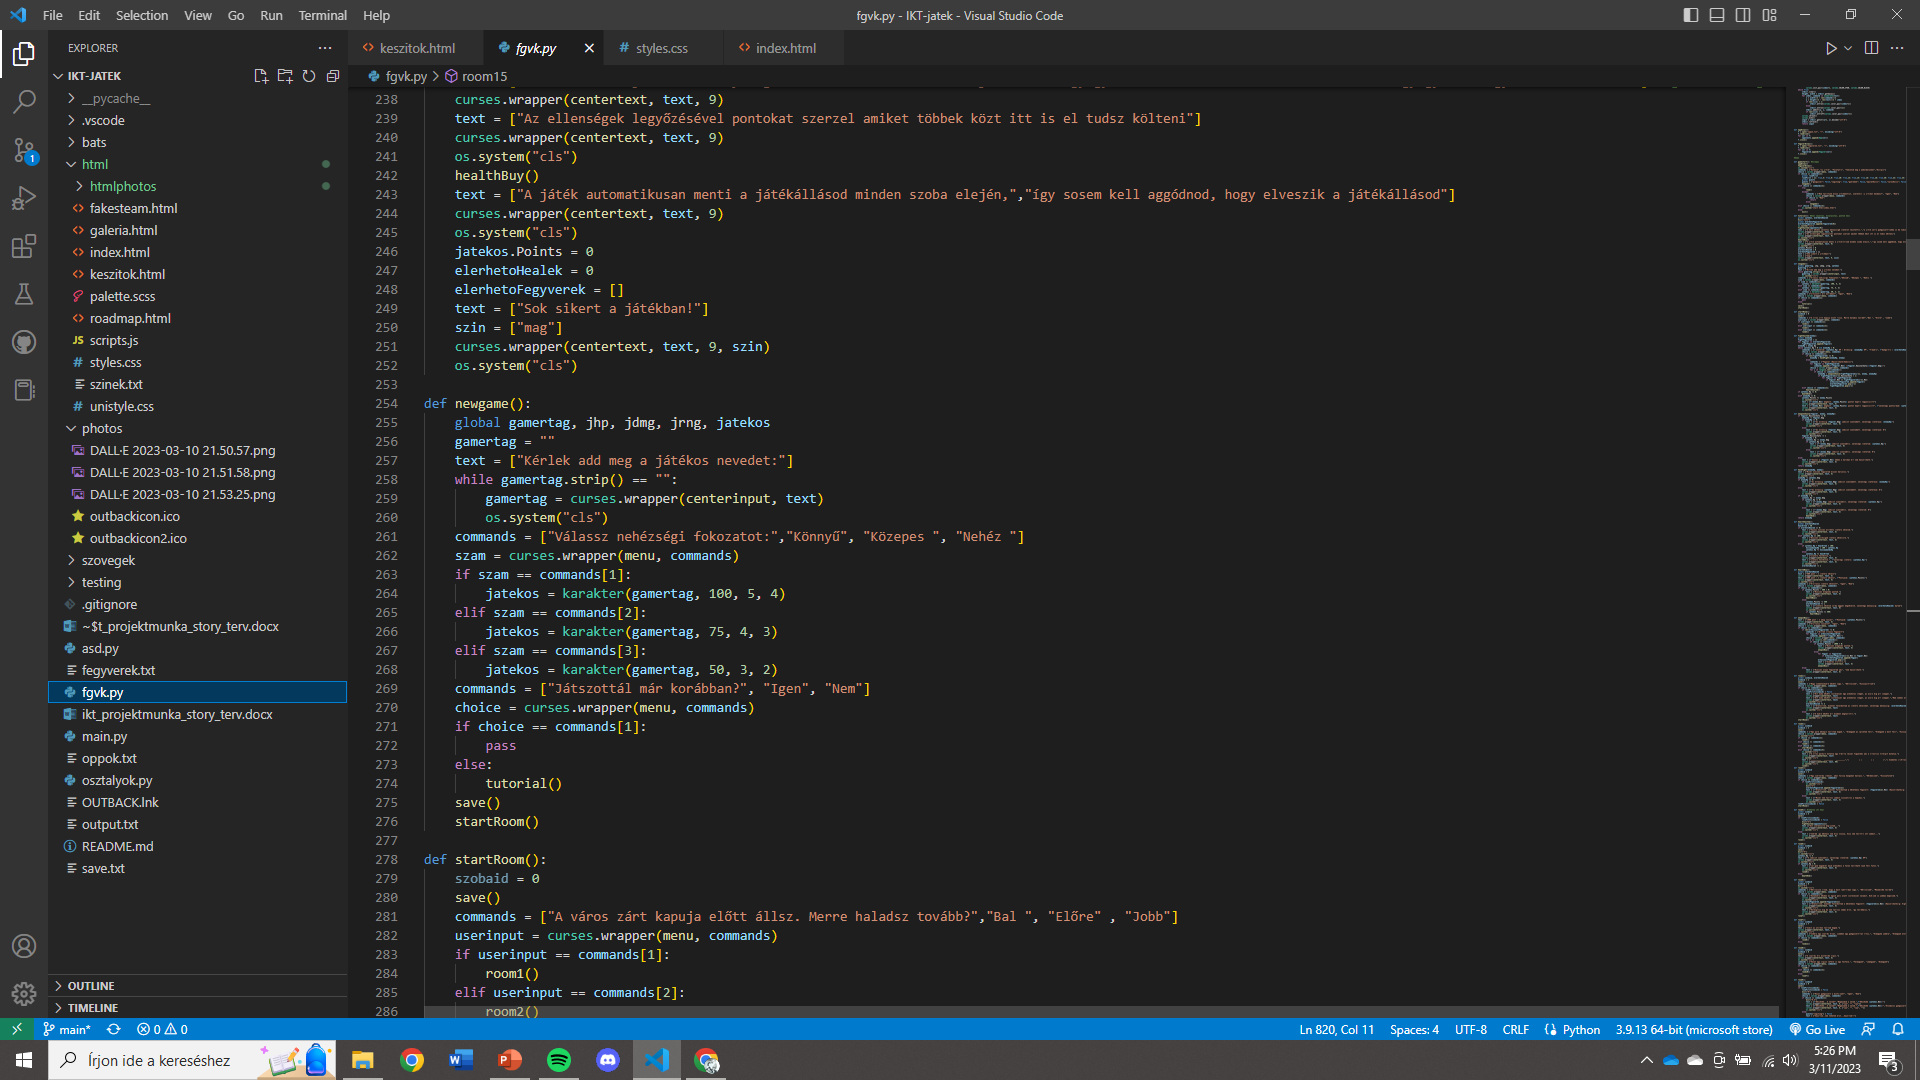 File Edit Selection View Go Run Terminal Help
fgvk.py - IKT-jatek - Visual Studio Code
EXPLORER
IKT-JATEK
__pycache__
.vscode
bats
html
htmlphotos
fakesteam.html
galeria.html
index.html
keszitok.html
palette.scss
roadmap.html
JS scripts.js
# styles.css
szinek.txt
# unistyle.css
photos
DALL·E 2023-03-10 21.50.57.png
DALL·E 2023-03-10 21.51.58.png
DALL·E 2023-03-10 21.53.25.png
outbackicon.ico
outbackicon2.ico
szovegek
testing
.gitignore
~$t_projektmunka_story_terv.docx
asd.py
fegyverek.txt
fgvk.py
ikt_projektmunka_story_terv.docx
main.py
oppok.txt
osztalyok.py
OUTBACK.lnk
output.txt
README.md
save.txt
OUTLINE
TIMELINE
keszitok.html fgvk.py # styles.css index.html
fgvk.py > room15
238 curses.wrapper(centertext, text, 9)
239 text = ["Az ellenségek legyőzésével pontokat szerzel amiket többek közt itt is el tudsz költeni"]
240 curses.wrapper(centertext, text, 9)
241 os.system("cls")
242 healthBuy()
243 text = ["A játék automatikusan menti a játékállásod minden szoba elején,","így sosem kell aggódnod, hogy elveszik a játékállásod"]
244 curses.wrapper(centertext, text, 9)
245 os.system("cls")
246 jatekos.Points = 0
247 elerhetoHealek = 0
248 elerhetoFegyverek = []
249 text = ["Sok sikert a játékban!"]
250 szin = ["mag"]
251 curses.wrapper(centertext, text, 9, szin)
252 os.system("cls")
253
254 def newgame():
255 global gamertag, jhp, jdmg, jrng, jatekos
256 gamertag = ""
257 text = ["Kérlek add meg a játékos nevedet:"]
258 while gamertag.strip() == "":
259 gamertag = curses.wrapper(centerinput, text)
260 os.system("cls")
261 commands = ["Válassz nehézségi fokozatot:","Könnyű", "Közepes ", "Nehéz "]
262 szam = curses.wrapper(menu, commands)
263 if szam == commands[1]:
264 jatekos = karakter(gamertag, 100, 5, 4)
265 elif szam == commands[2]:
266 jatekos = karakter(gamertag, 75, 4, 3)
267 elif szam == commands[3]:
268 jatekos = karakter(gamertag, 50, 3, 2)
269 commands = ["Játszottál már korábban?", "Igen", "Nem"]
270 choice = curses.wrapper(menu, commands)
271 if choice == commands[1]:
272 pass
273 else:
274 tutorial()
275 save()
276 startRoom()
277
278 def startRoom():
279 szobaid = 0
280 save()
281 commands = ["A város zárt kapuja előtt állsz. Merre haladsz tovább?","Bal ", "Előre" , "Jobb"]
282 userinput = curses.wrapper(menu, commands)
283 if userinput == commands[1]:
284 room1()
285 elif userinput == commands[2]:
286 room2()
main* 0 0
Ln 820, Col 11 Spaces: 4 UTF-8 CRLF Python 3.9.13 64-bit (microsoft store) Go Live
Írjon ide a kereséshez
5:26 PM
3/11/2023
3